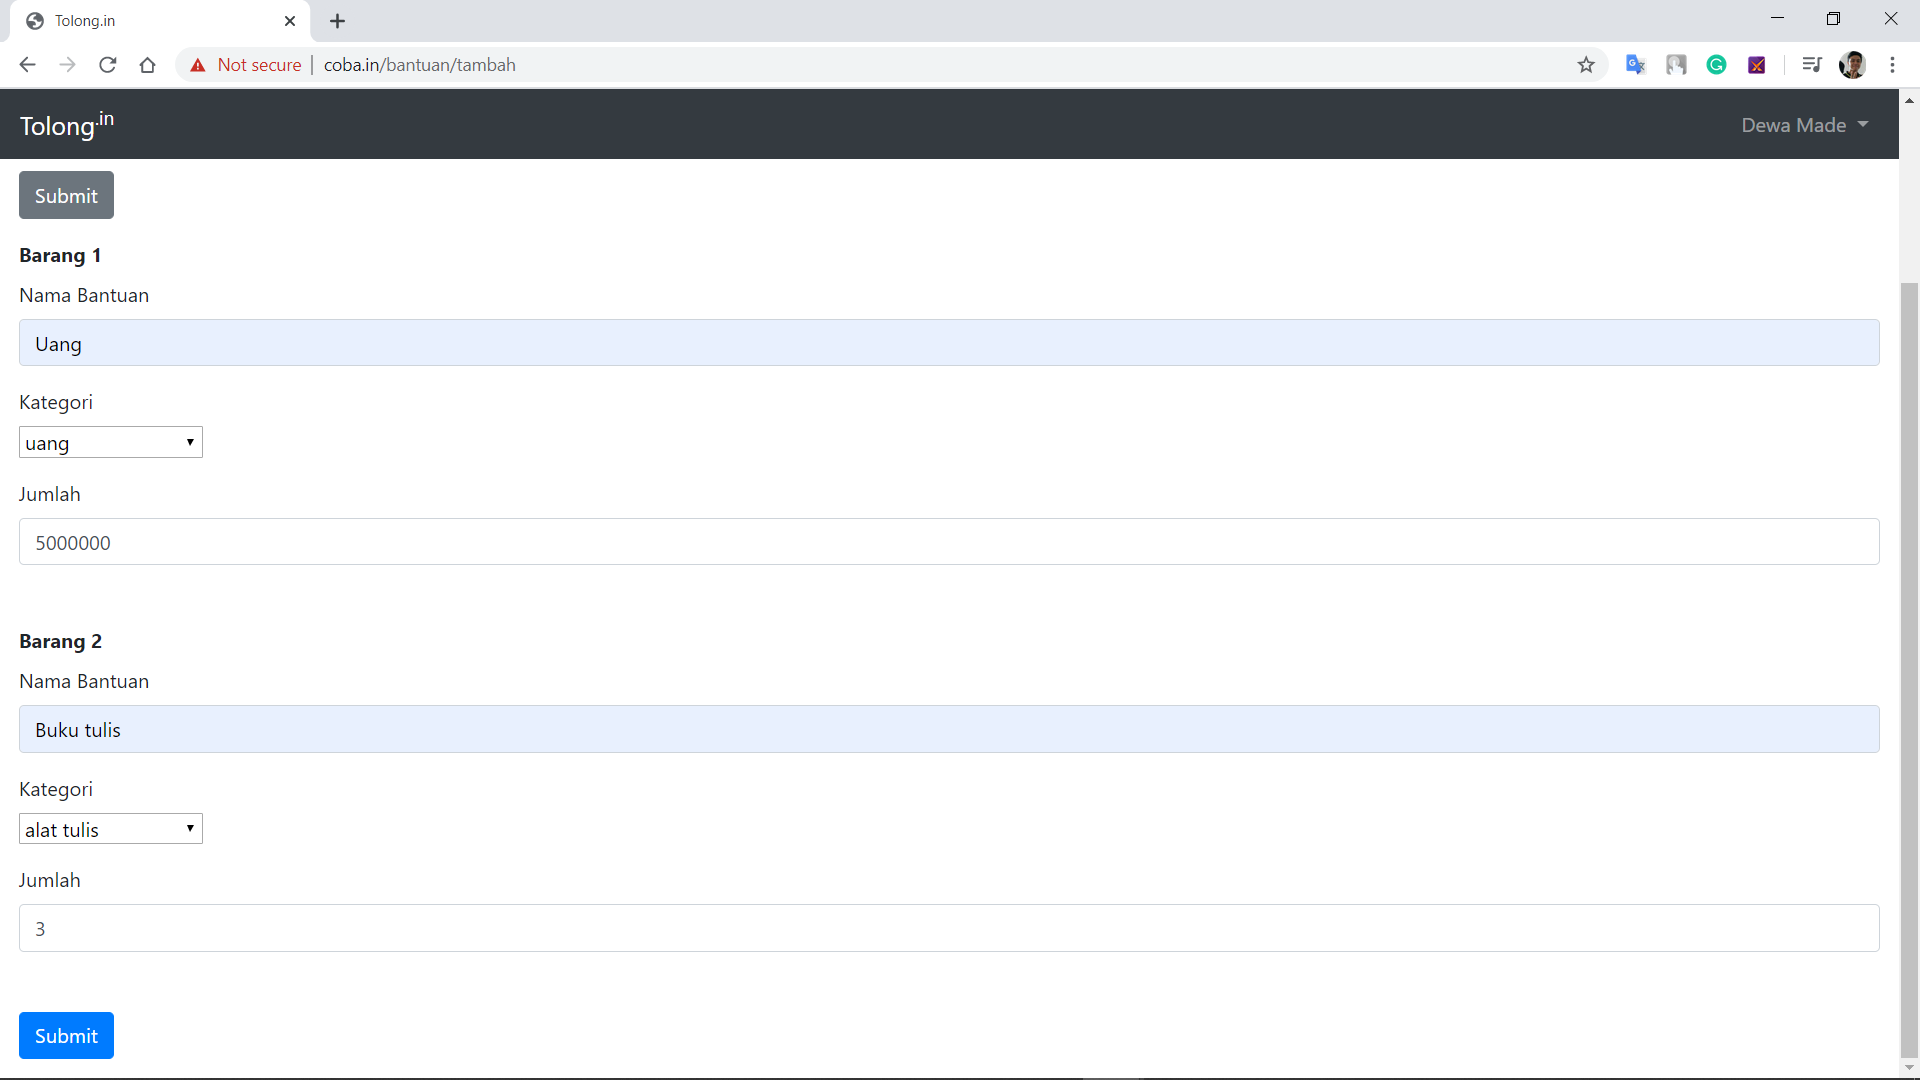 Tolong.in
Not secure | coba.in/bantuan/tambah
Tolong.in
Dewa Made
Submit
Barang 1
Nama Bantuan
Uang
Kategori
uang
Jumlah
5000000
Barang 2
Nama Bantuan
Buku tulis
Kategori
alat tulis
Jumlah
3
Submit